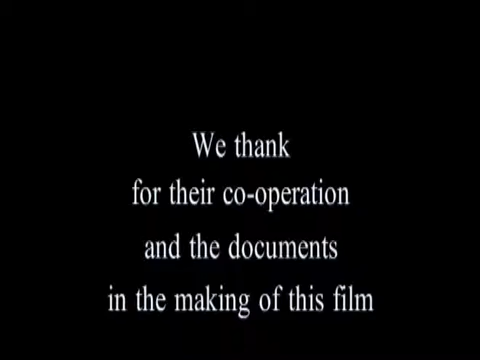 We thank
for their co-operation
and the documents
in the making of this film